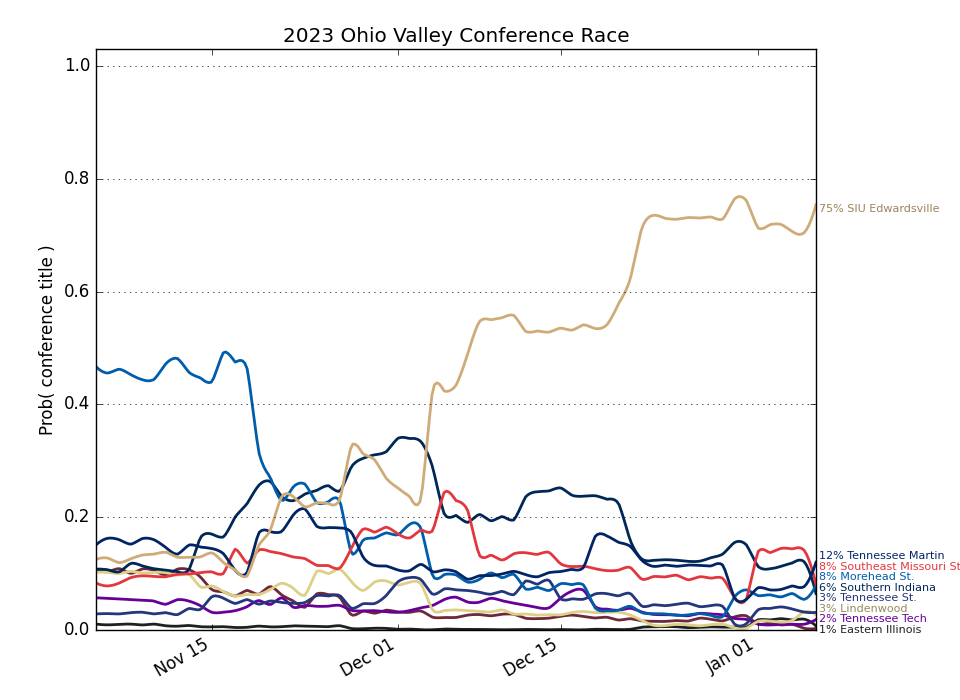 2023 Ohio Valley Conference Race
Prob( conference title )
1.0
0.8
0.6
0.4
0.2
0.0
Nov 15
Dec 01
Dec 15
Jan 01
75% SIU Edwardsville
12% Tennessee Martin
8% Southeast Missouri St
8% Morehead St.
6% Southern Indiana
3% Tennessee St.
3% Lindenwood
2% Tennessee Tech
1% Eastern Illinois